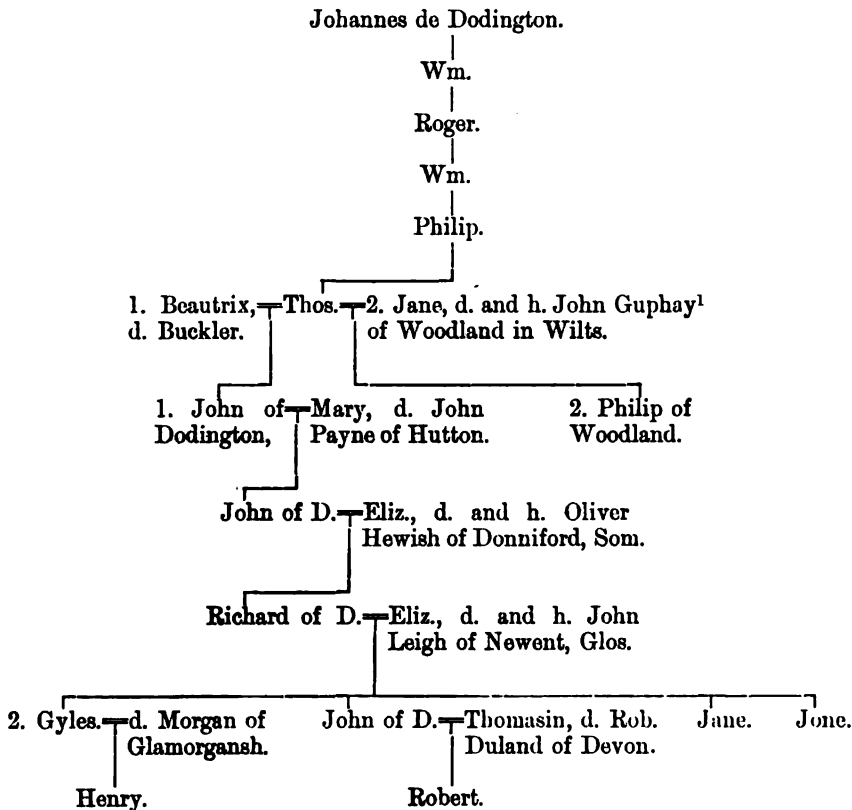 Johannes de Dodington.
Wm.
Roger.
Wm.
Philip.
1. Beautrix, Thos. 2. Jane, d. and h. John Guphay¹
d. Buckler. of Woodland in Wilts.
1. John of Mary, d. John 2. Philip of
Dodington, Payne of Hutton. Woodland.
John of D. Eliz., d. and h. Oliver
Hewish of Donniford, Som.
Richard of D. Eliz., d. and h. John
Leigh of Newent, Glos.
2. Gyles. d. Morgan of John of D. Thomasin, d. Rob. Jane. Jone.
Glamorgansh. Duland of Devon.
Henry. Robert.